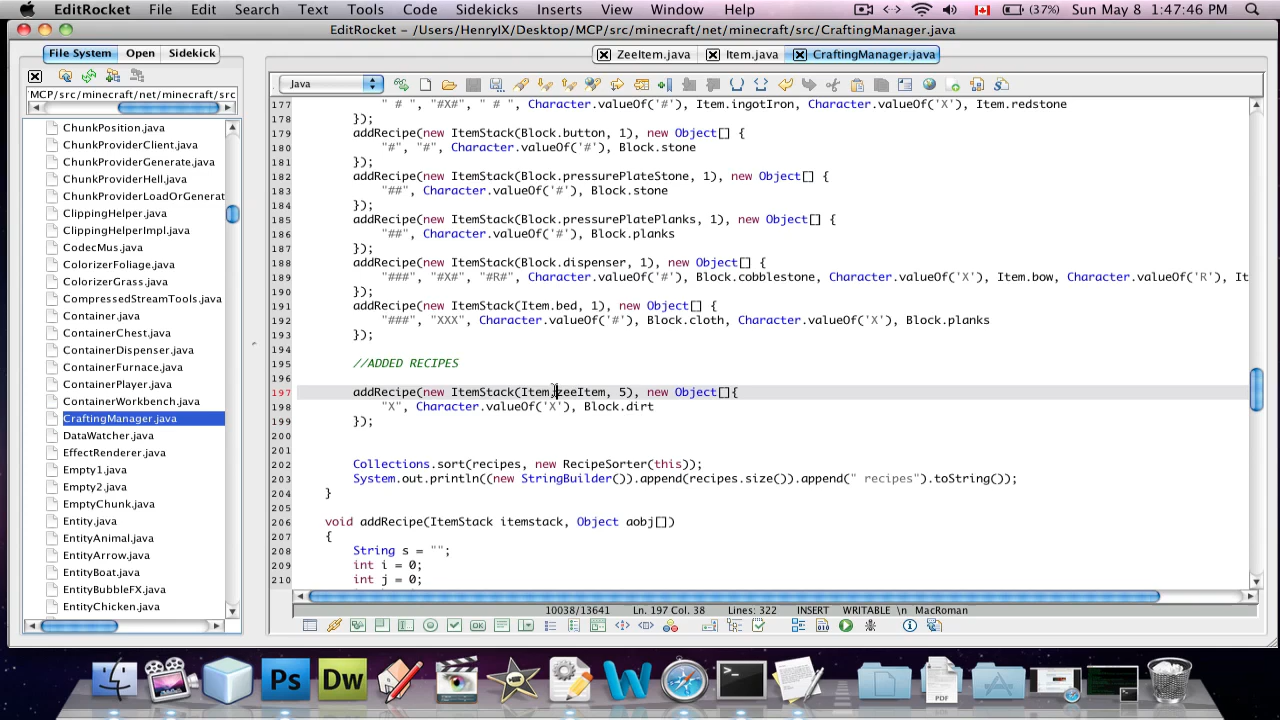 EditRocket File Edit Search Text Tools Code Sidekicks Inserts View Window Help (37%) Sun May 8 1:47:46 PM
EditRocket - /Users/HenryIX/Desktop/MCP/src/minecraft/net/minecraft/src/CraftingManager.java
File System Open Sidekick
ZeeItem.java Item.java CraftingManager.java
Java
MCP/src/minecraft/net/minecraft/src
ChunkPosition.java
ChunkProviderClient.java
ChunkProviderGenerate.java
ChunkProviderHell.java
ChunkProviderLoadOrGenerat
ClippingHelper.java
ClippingHelperImpl.java
CodecMus.java
ColorizerFoliage.java
ColorizerGrass.java
CompressedStreamTools.java
Container.java
ContainerChest.java
ContainerDispenser.java
ContainerFurnace.java
ContainerPlayer.java
ContainerWorkbench.java
CraftingManager.java
DataWatcher.java
EffectRenderer.java
Empty1.java
Empty2.java
EmptyChunk.java
Entity.java
EntityAnimal.java
EntityArrow.java
EntityBoat.java
EntityBubbleFX.java
EntityChicken.java
177 " # ", "#X#", " # ", Character.valueOf('#'), Item.ingotIron, Character.valueOf('X'), Item.redstone
178 });
179 addRecipe(new ItemStack(Block.button, 1), new Object[] {
180 "#", "#", Character.valueOf('#'), Block.stone
181 });
182 addRecipe(new ItemStack(Block.pressurePlateStone, 1), new Object[] {
183 "##", Character.valueOf('#'), Block.stone
184 });
185 addRecipe(new ItemStack(Block.pressurePlatePlanks, 1), new Object[] {
186 "##", Character.valueOf('#'), Block.planks
187 });
188 addRecipe(new ItemStack(Block.dispenser, 1), new Object[] {
189 "###", "#X#", "#R#", Character.valueOf('#'), Block.cobblestone, Character.valueOf('X'), Item.bow, Character.valueOf('R'), It
190 });
191 addRecipe(new ItemStack(Item.bed, 1), new Object[] {
192 "###", "XXX", Character.valueOf('#'), Block.cloth, Character.valueOf('X'), Block.planks
193 });
194
195 //ADDED RECIPES
196
197 addRecipe(new ItemStack(Item.zeeItem, 5), new Object[]{
198 "X", Character.valueOf('X'), Block.dirt
199 });
200
201
202 Collections.sort(recipes, new RecipeSorter(this));
203 System.out.println((new StringBuilder()).append(recipes.size()).append(" recipes").toString());
204 }
205
206 void addRecipe(ItemStack itemstack, Object aobj[])
207 {
208 String s = "";
209 int i = 0;
210 int j = 0;
10038/13641 Ln. 197 Col. 38 Lines: 322 INSERT WRITABLE \n MacRoman
Ps Dw W PDF